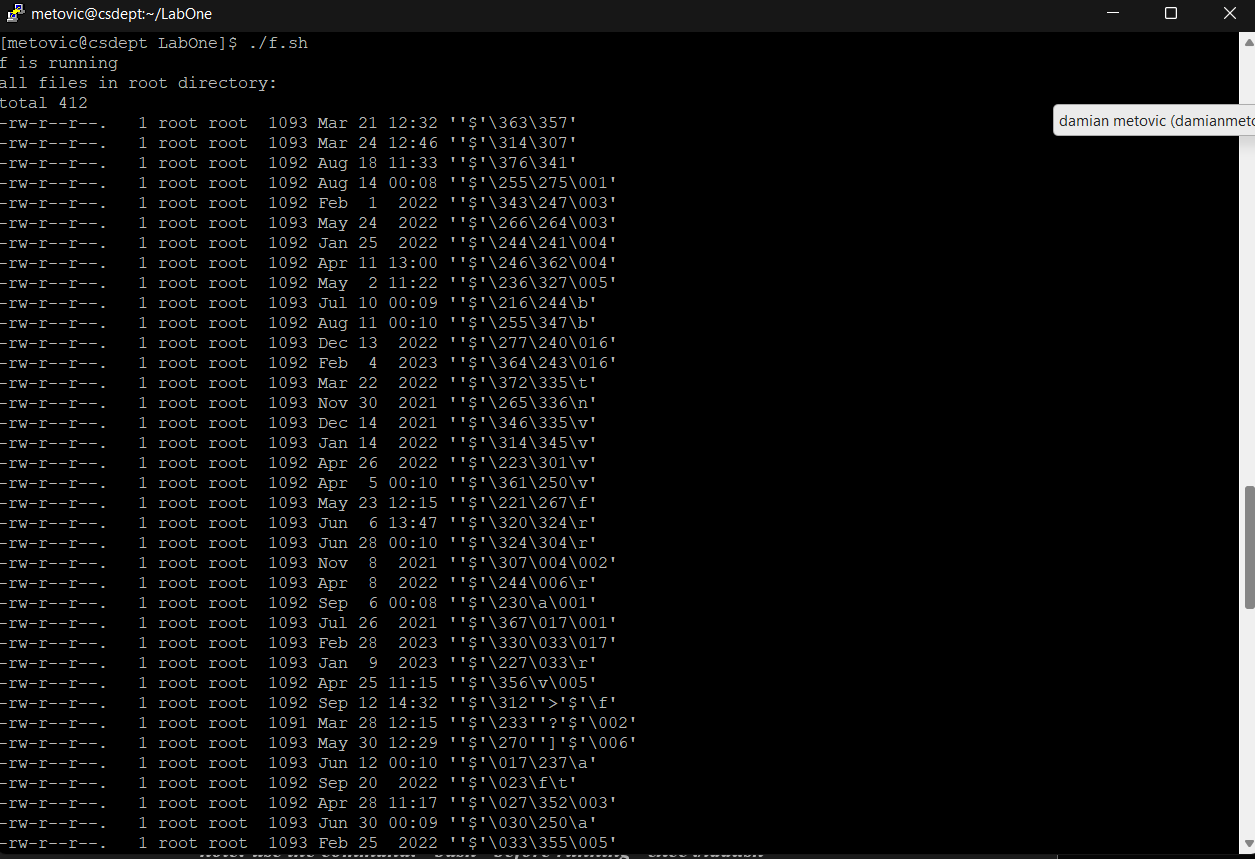 metovic@csdept:~/LabOne
[metovic@csdept LabOne]$ ./f.sh
f is running
all files in root directory:
total 412
damian metovic (damianmeto
-rw-r--r--. 1 root root 1093 Mar 21 12:32 ''$'\363\357'
-rw-r--r--. 1 root root 1093 Mar 24 12:46 ''$'\314\307'
-rw-r--r--. 1 root root 1092 Aug 18 11:33 ''$'\376\341'
-rw-r--r--. 1 root root 1092 Aug 14 00:08 ''$'\255\275\001'
-rw-r--r--. 1 root root 1092 Feb 1 2022 ''$'\343\247\003'
-rw-r--r--. 1 root root 1093 May 24 2022 ''$'\266\264\003'
-rw-r--r--. 1 root root 1092 Jan 25 2022 ''$'\244\241\004'
-rw-r--r--. 1 root root 1092 Apr 11 13:00 ''$'\246\362\004'
-rw-r--r--. 1 root root 1092 May 2 11:22 ''$'\236\327\005'
-rw-r--r--. 1 root root 1093 Jul 10 00:09 ''$'\216\244\b'
-rw-r--r--. 1 root root 1092 Aug 11 00:10 ''$'\255\347\b'
-rw-r--r--. 1 root root 1093 Dec 13 2022 ''$'\277\240\016'
-rw-r--r--. 1 root root 1092 Feb 4 2023 ''$'\364\243\016'
-rw-r--r--. 1 root root 1093 Mar 22 2022 ''$'\372\335\t'
-rw-r--r--. 1 root root 1093 Nov 30 2021 ''$'\265\336\n'
-rw-r--r--. 1 root root 1093 Dec 14 2021 ''$'\346\335\v'
-rw-r--r--. 1 root root 1093 Jan 14 2022 ''$'\314\345\v'
-rw-r--r--. 1 root root 1092 Apr 26 2022 ''$'\223\301\v'
-rw-r--r--. 1 root root 1092 Apr 5 00:10 ''$'\361\250\v'
-rw-r--r--. 1 root root 1093 May 23 12:15 ''$'\221\267\f'
-rw-r--r--. 1 root root 1093 Jun 6 13:47 ''$'\320\324\r'
-rw-r--r--. 1 root root 1093 Jun 28 00:10 ''$'\324\304\r'
-rw-r--r--. 1 root root 1093 Nov 8 2021 ''$'\307\004\002'
-rw-r--r--. 1 root root 1093 Apr 8 2022 ''$'\244\006\r'
-rw-r--r--. 1 root root 1092 Sep 6 00:08 ''$'\230\a\001'
-rw-r--r--. 1 root root 1093 Jul 26 2021 ''$'\367\017\001'
-rw-r--r--. 1 root root 1093 Feb 28 2023 ''$'\330\033\017'
-rw-r--r--. 1 root root 1093 Jan 9 2023 ''$'\227\033\r'
-rw-r--r--. 1 root root 1092 Apr 25 11:15 ''$'\356\v\005'
-rw-r--r--. 1 root root 1092 Sep 12 14:32 ''$'\312''>'$'\f'
-rw-r--r--. 1 root root 1091 Mar 28 12:15 ''$'\233''?'$'\002'
-rw-r--r--. 1 root root 1093 May 30 12:29 ''$'\270'']'$'\006'
-rw-r--r--. 1 root root 1093 Jun 12 00:10 ''$'\017\237\a'
-rw-r--r--. 1 root root 1092 Sep 20 2022 ''$'\023\f\t'
-rw-r--r--. 1 root root 1092 Apr 28 11:17 ''$'\027\352\003'
-rw-r--r--. 1 root root 1093 Jun 30 00:09 ''$'\030\250\a'
-rw-r--r--. 1 root root 1093 Feb 25 2022 ''$'\033\355\005'